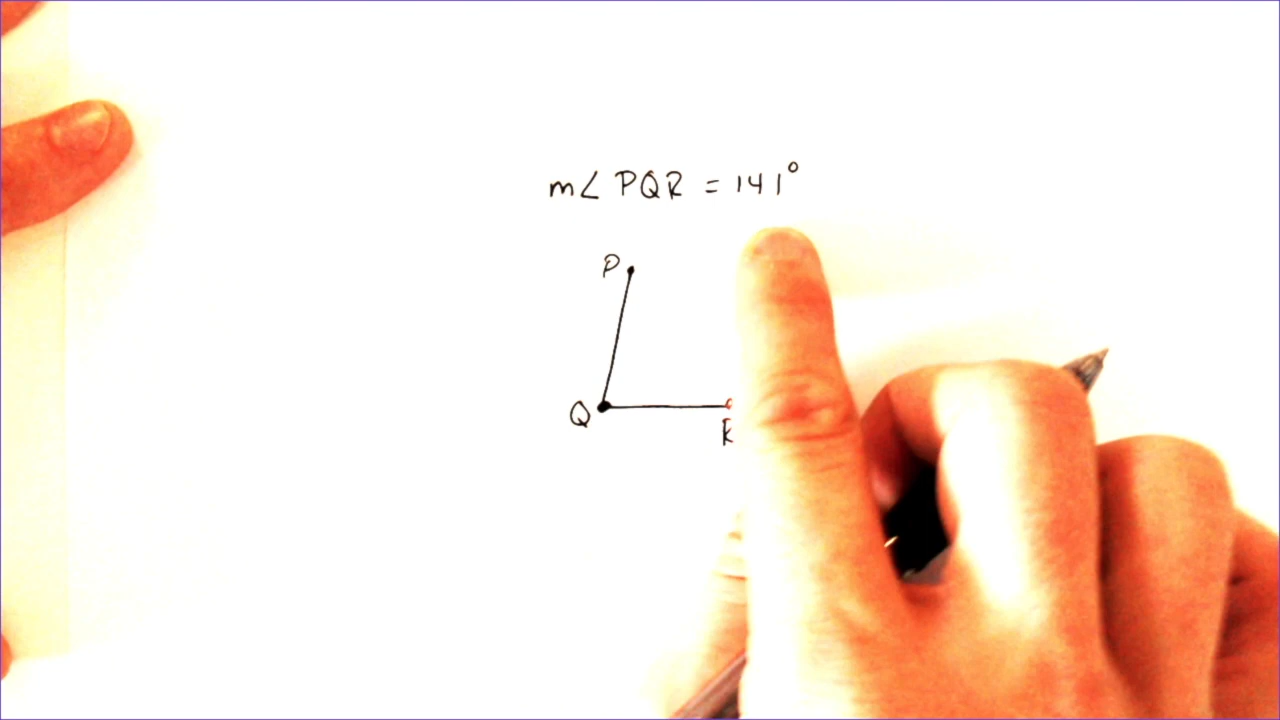 m∠ PQR = 141°
P
Q
R